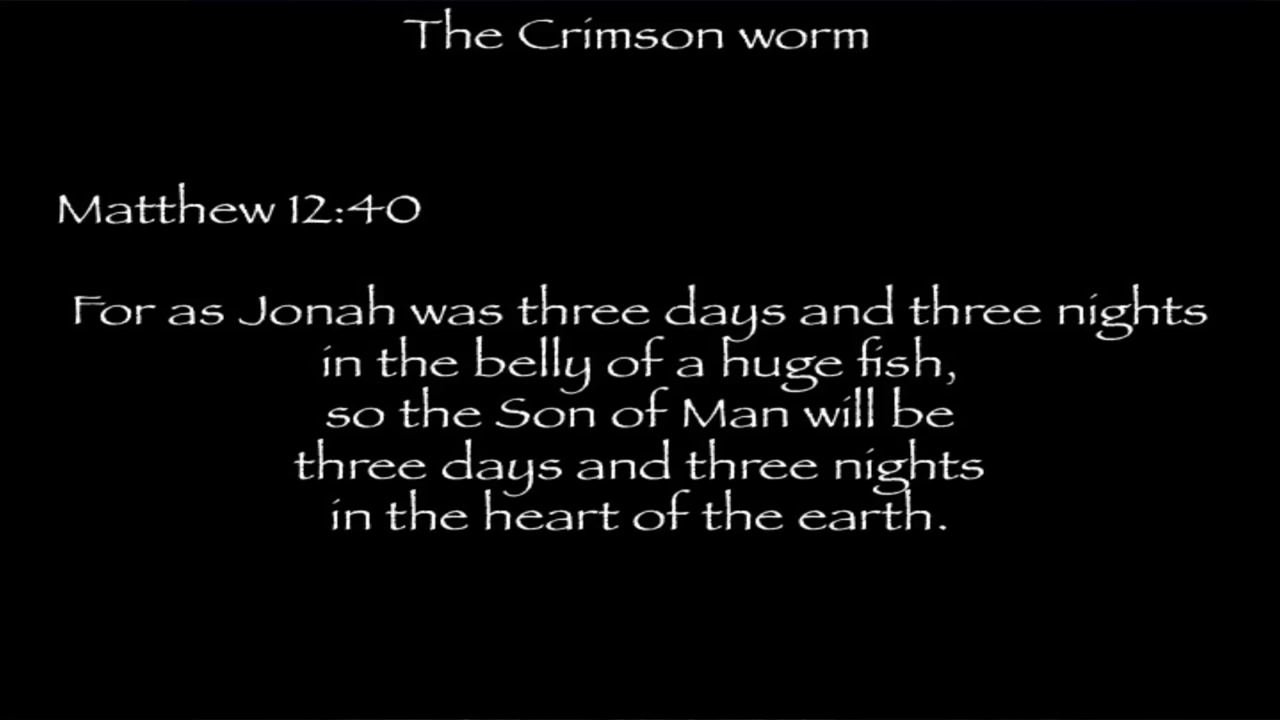 The Crimson worm
Matthew 12:40
For as Jonah was three days and three nights
in the belly of a huge fish,
so the Son of Man will be
three days and three nights
in the heart of the earth.